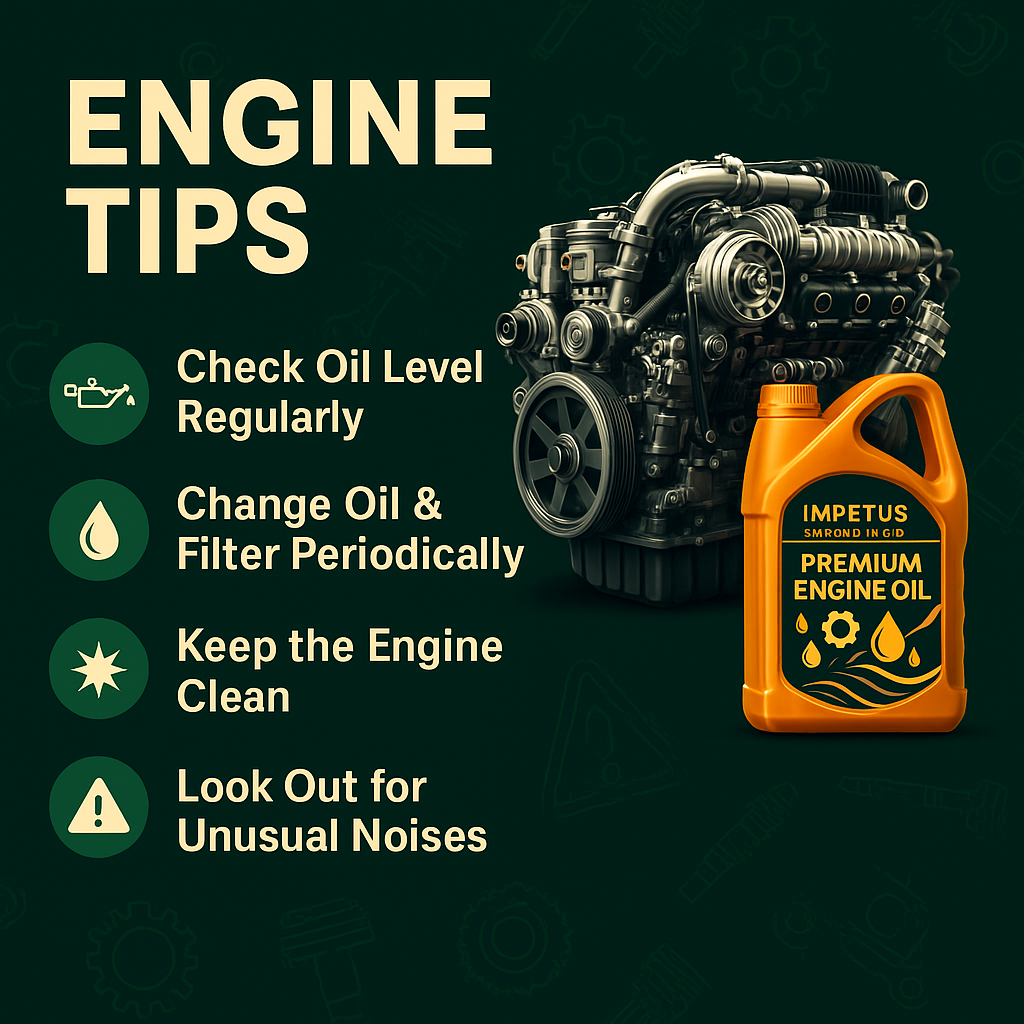 ENGINE
TIPS
Check Oil Level
Regularly
Change Oil &
Filter Periodically
Keep the Engine
Clean
Look Out for
Unusual Noises
IMPETUS
SMROND IN GID
PREMIUM
ENGINE OIL